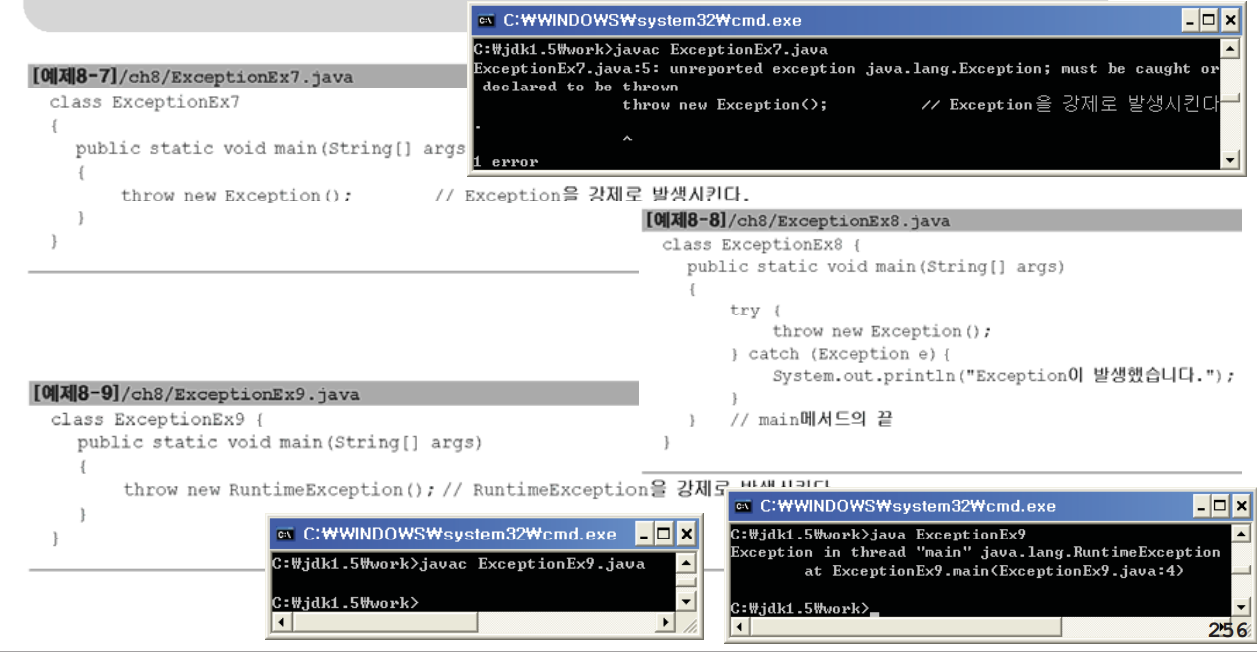 C:\WINDOWS\system32\cmd.exe
C:\jdk1.5\work>javac ExceptionEx7.java
ExceptionEx7.java:5: unreported exception java.lang.Exception; must be caught or
declared to be thrown
throw new Exception();          // Exception을 강제로 발생시킨다
.
^
1 error
[예제8-7]/ch8/ExceptionEx7.java
class ExceptionEx7
{
public static void main(String[] args
{
throw new Exception();          // Exception을 강제로 발생시킨다.
}
}
[예제8-8]/ch8/ExceptionEx8.java
class ExceptionEx8 {
public static void main(String[] args)
{
try {
throw new Exception();
} catch (Exception e){
System.out.println("Exception이 발생했습니다.");
}
}   // main메서드의 끝
}
[예제8-9]/ch8/ExceptionEx9.java
class ExceptionEx9 {
public static void main(String[] args)
{
throw new RuntimeException(); // RuntimeException을 강제로
}
}
C:\WINDOWS\system32\cmd.exe
C:\jdk1.5\work>javac ExceptionEx9.java
C:\jdk1.5\work>
C:\WINDOWS\system32\cmd.exe
C:\jdk1.5\work>java ExceptionEx9
Exception in thread "main" java.lang.RuntimeException
at ExceptionEx9.main(ExceptionEx9.java:4)
C:\jdk1.5\work>_
256